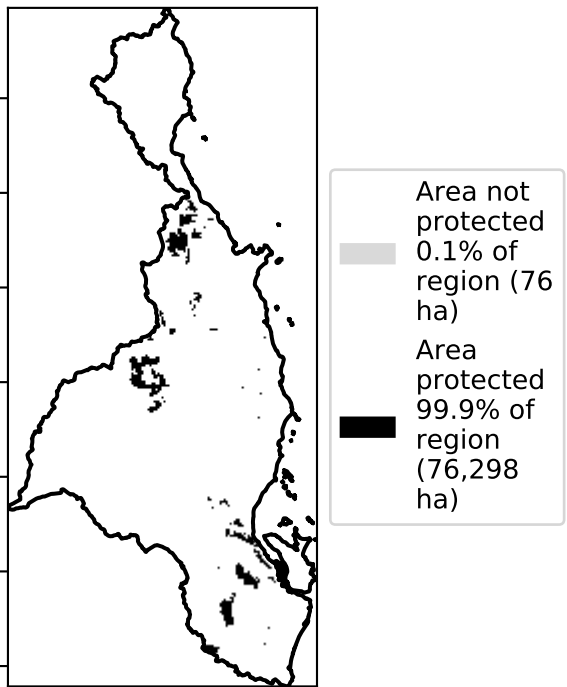 Area not
protected
0.1% of
region (76
ha)
Area
protected
99.9% of
region
(76,298
ha)